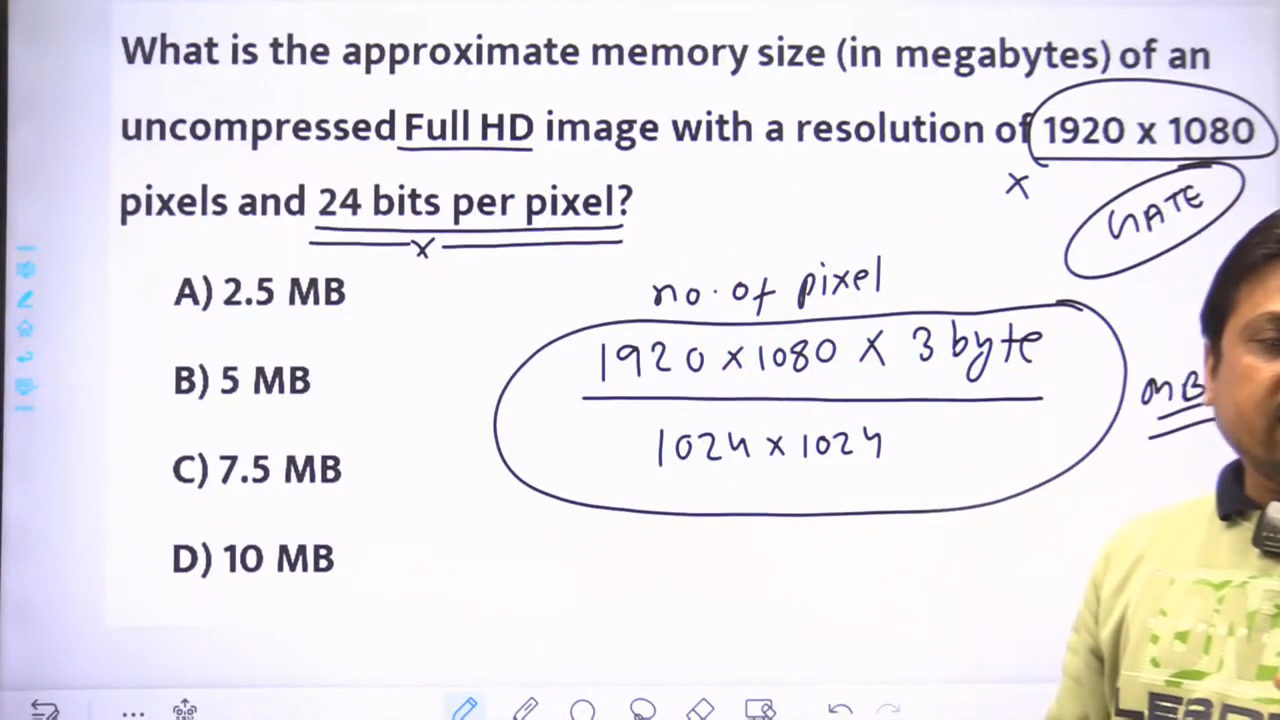 What is the approximate memory size (in megabytes) of an
uncompressed Full HD image with a resolution of 1920 x 1080
pixels and 24 bits per pixel?
x
x
GATE
A) 2.5 MB
no. of pixel
1920 x 1080 x 3 byte
B) 5 MB
MB
1024 x 1024
C) 7.5 MB
D) 10 MB